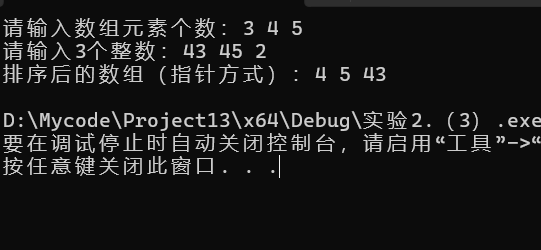 请输入数组元素个数：3 4 5
请输入3个整数：43 45 2
排序后的数组（指针方式）：4 5 43
D:\Mycode\Project13\x64\Debug\实验2.（3）.exe
要在调试停止时自动关闭控制台，请启用“工具”->“
按任意键关闭此窗口. . .